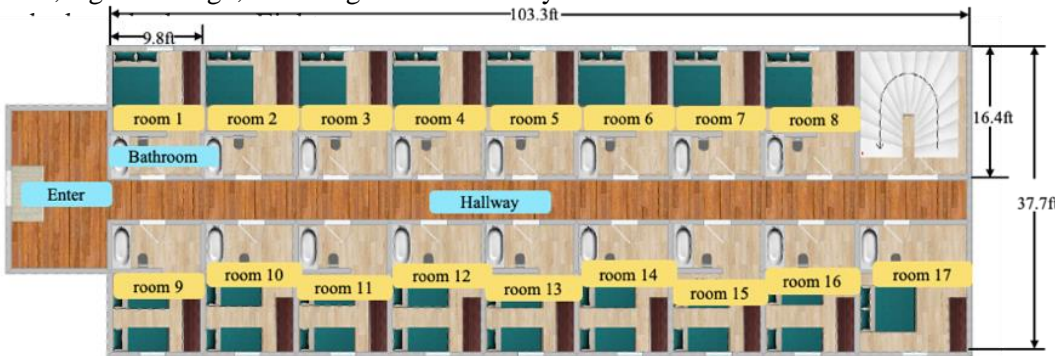 103.3ft
9.8ft
room 1
room 2
room 3
room 4
room 5
room 6
room 7
room 8
16.4ft
Bathroom
Enter
Hallway
37.7ft
room 9
room 10
room 11
room 12
room 13
room 14
room 15
room 16
room 17